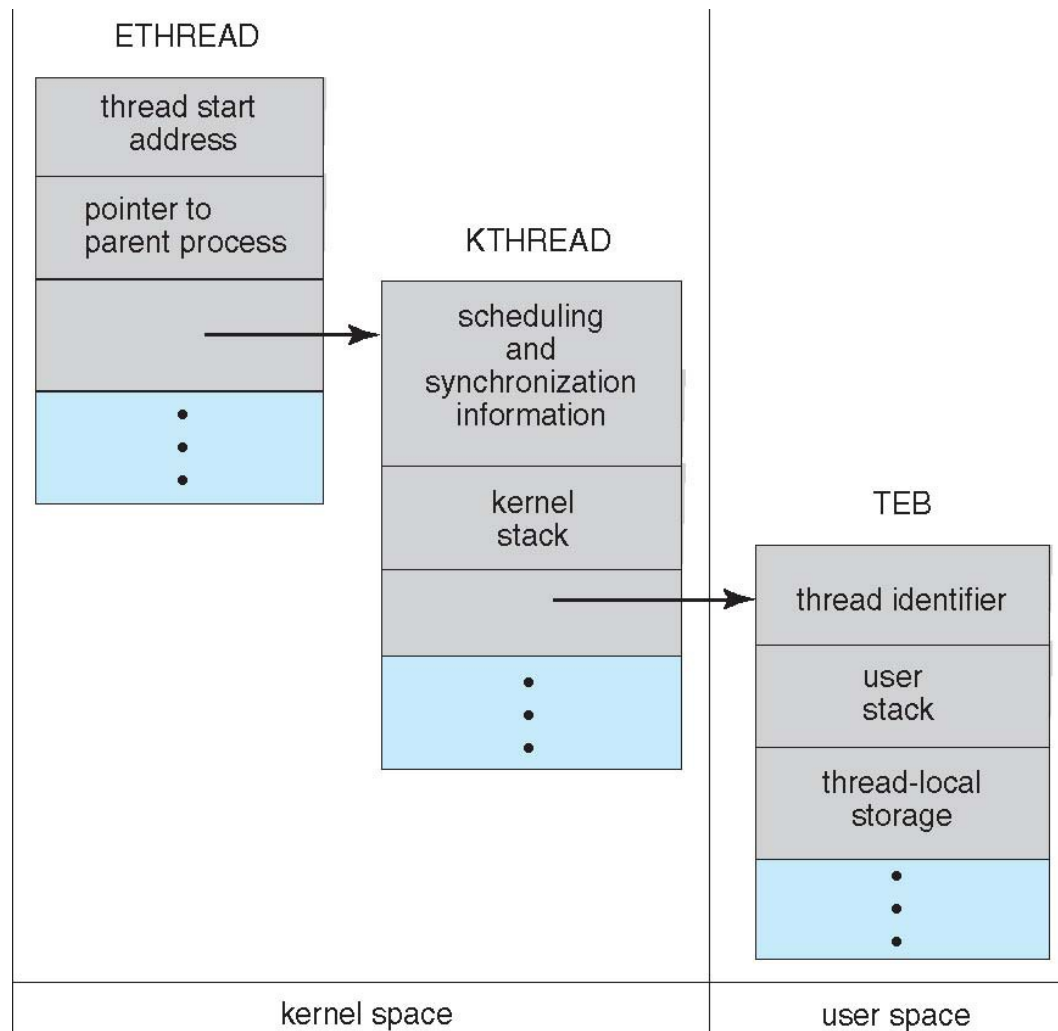 ETHREAD
thread start
address
pointer to
parent process
KTHREAD
scheduling
and
synchronization
information
kernel
stack
TEB
thread identifier
user
stack
thread-local
storage
kernel space
user space